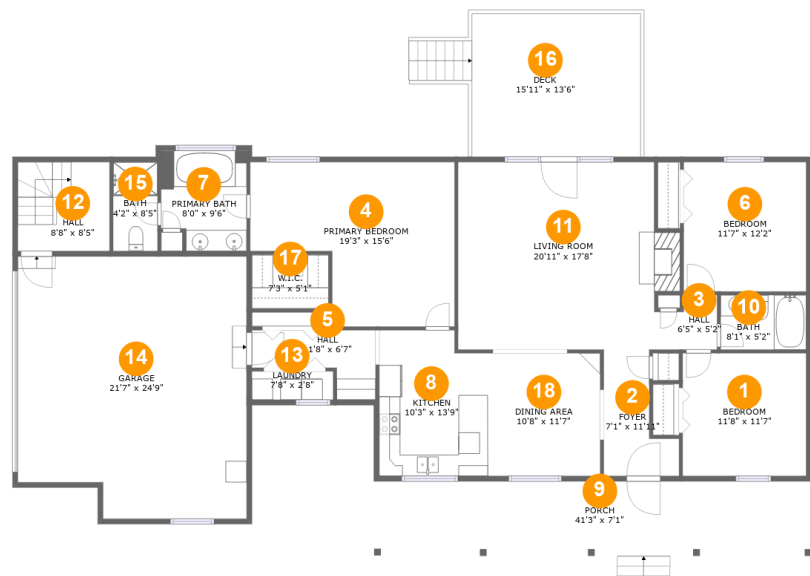 16
DECK
15'11" x 13'6"
12
HALL
8'8" x 8'5"
15
BATH
4'2" x 8'5"
7
PRIMARY BATH
8'0" x 9'6"
4
PRIMARY BEDROOM
19'3" x 15'6"
11
LIVING ROOM
20'11" x 17'8"
6
BEDROOM
11'7" x 12'2"
17
W.I.C.
7'3" x 5'1"
3
HALL
6'5" x 5'2"
10
BATH
8'1" x 5'2"
5
HALL
1'8" x 6'7"
14
GARAGE
21'7" x 24'9"
13
LAUNDRY
7'8" x 2'8"
8
KITCHEN
10'3" x 13'9"
18
DINING AREA
10'8" x 11'7"
2
FOYER
7'1" x 11'11"
1
BEDROOM
11'8" x 11'7"
9
PORCH
41'3" x 7'1"